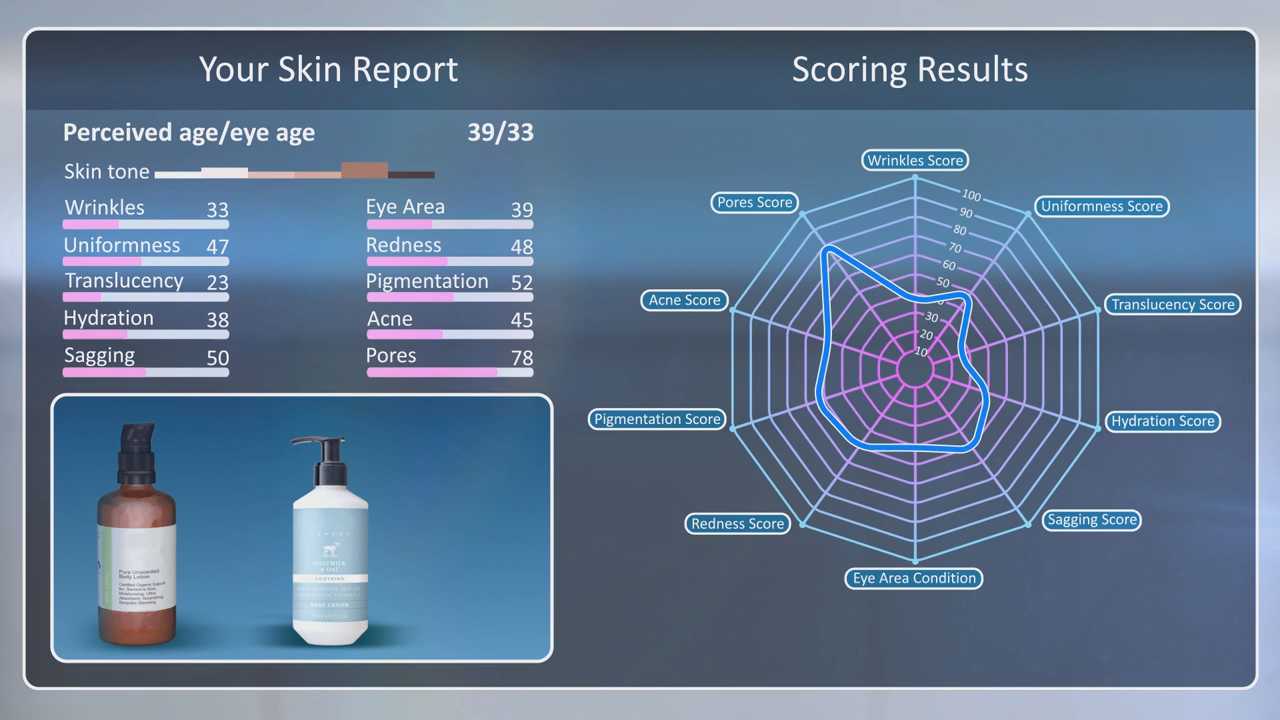 Your Skin Report
Scoring Results
Perceived age/eye age 39/33
Skin tone
Wrinkles 33
Eye Area 39
Uniformness 47
Redness 48
Translucency 23
Pigmentation 52
Hydration 38
Acne 45
Sagging 50
Pores 78
Wrinkles Score
Pores Score
Uniformness Score
Acne Score
Translucency Score
Pigmentation Score
Hydration Score
Redness Score
Sagging Score
Eye Area Condition
100
90
80
70
60
50
30
20
10
Pure Unscented
Body Lotion
GOATMILK
& OAT
SOOTHING
BODY LOTION